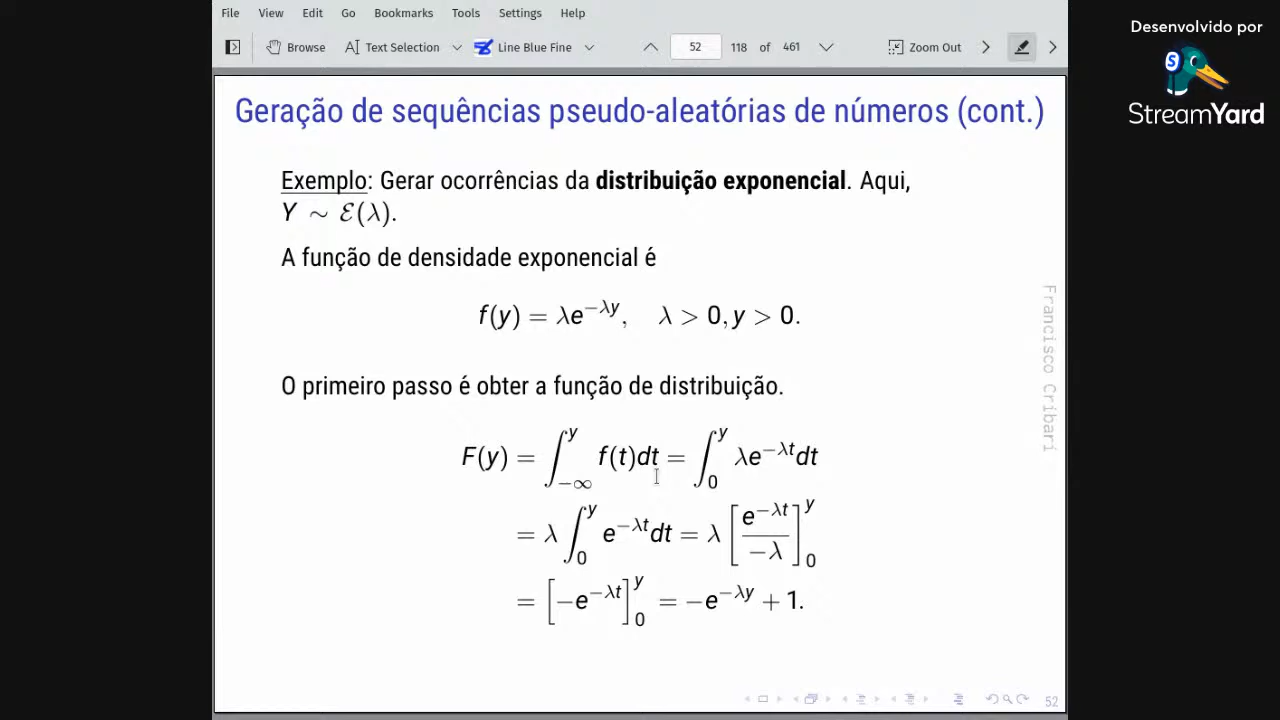 File View Edit Go Bookmarks Tools Settings Help
Browse Text Selection Line Blue Fine 52 118 of 461 Zoom Out
Desenvolvido por
S
StreamYard
Geração de sequências pseudo-aleatórias de números (cont.)
Exemplo: Gerar ocorrências da distribuição exponencial. Aqui,
Y ∼ ℰ(λ).
A função de densidade exponencial é
f(y) = λe^{−λy}, λ > 0, y > 0.
O primeiro passo é obter a função de distribuição.
F(y) = ∫_{−∞}^{y} f(t)dt = ∫_{0}^{y} λe^{−λt}dt
= λ ∫_{0}^{y} e^{−λt}dt = λ [e^{−λt}/−λ]_{0}^{y}
= [−e^{−λt}]_{0}^{y} = −e^{−λy} + 1.
Francisco Cribari
52